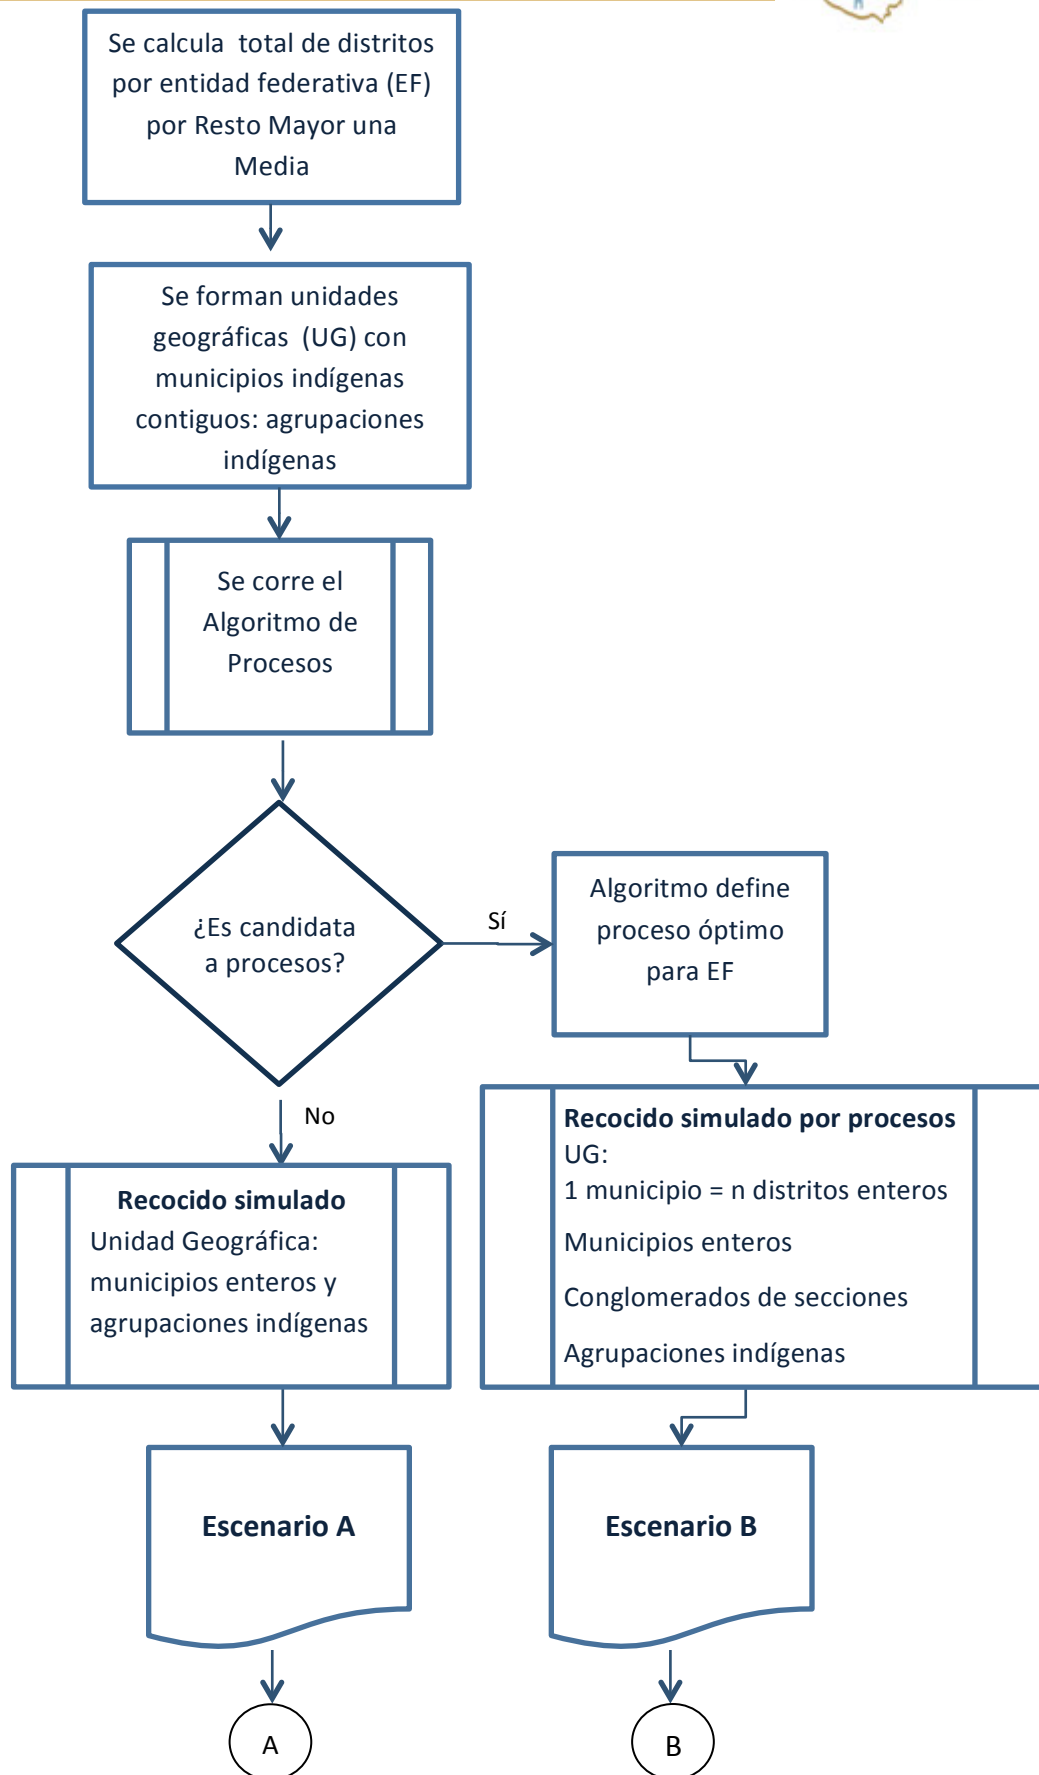 Se calcula total de distritos
por entidad federativa (EF)
por Resto Mayor una
Media
Se forman unidades
geográficas (UG) con
municipios indígenas
contiguos: agrupaciones
indígenas
Se corre el
Algoritmo de
Procesos
¿Es candidata
a procesos?
Sí
Algoritmo define
proceso óptimo
para EF
No
Recocido simulado
Unidad Geográfica:
municipios enteros y
agrupaciones indígenas
Recocido simulado por procesos
UG:
1 municipio = n distritos enteros
Municipios enteros
Conglomerados de secciones
Agrupaciones indígenas
Escenario A
Escenario B
A
B